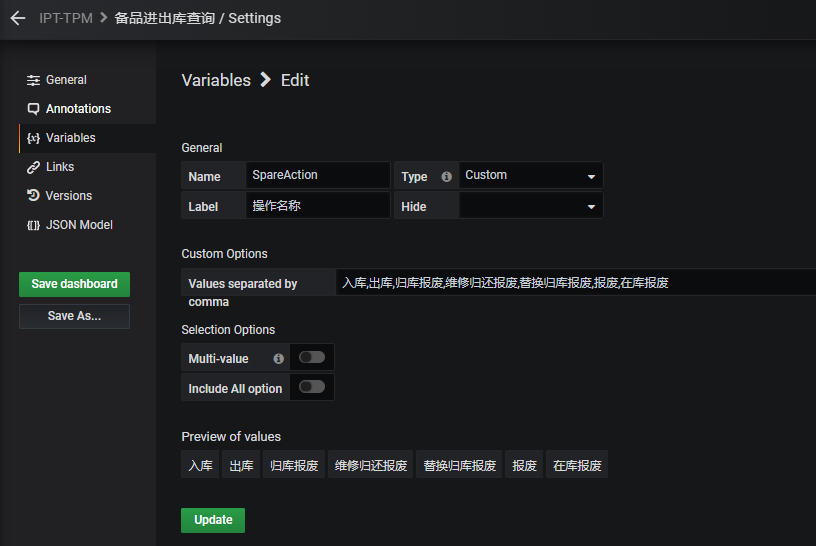 IPT-TPM > 备品进出库查询 / Settings
General
Annotations
Variables
Links
Versions
JSON Model
Save dashboard
Save As...
Variables > Edit
General
Name SpareAction Type Custom
Label 操作名称 Hide
Custom Options
Values separated by comma 入库,出库,归库报废,维修归还报废,替换归库报废,报废,在库报废
Selection Options
Multi-value
Include All option
Preview of values
入库 出库 归库报废 维修归还报废 替换归库报废 报废 在库报废
Update